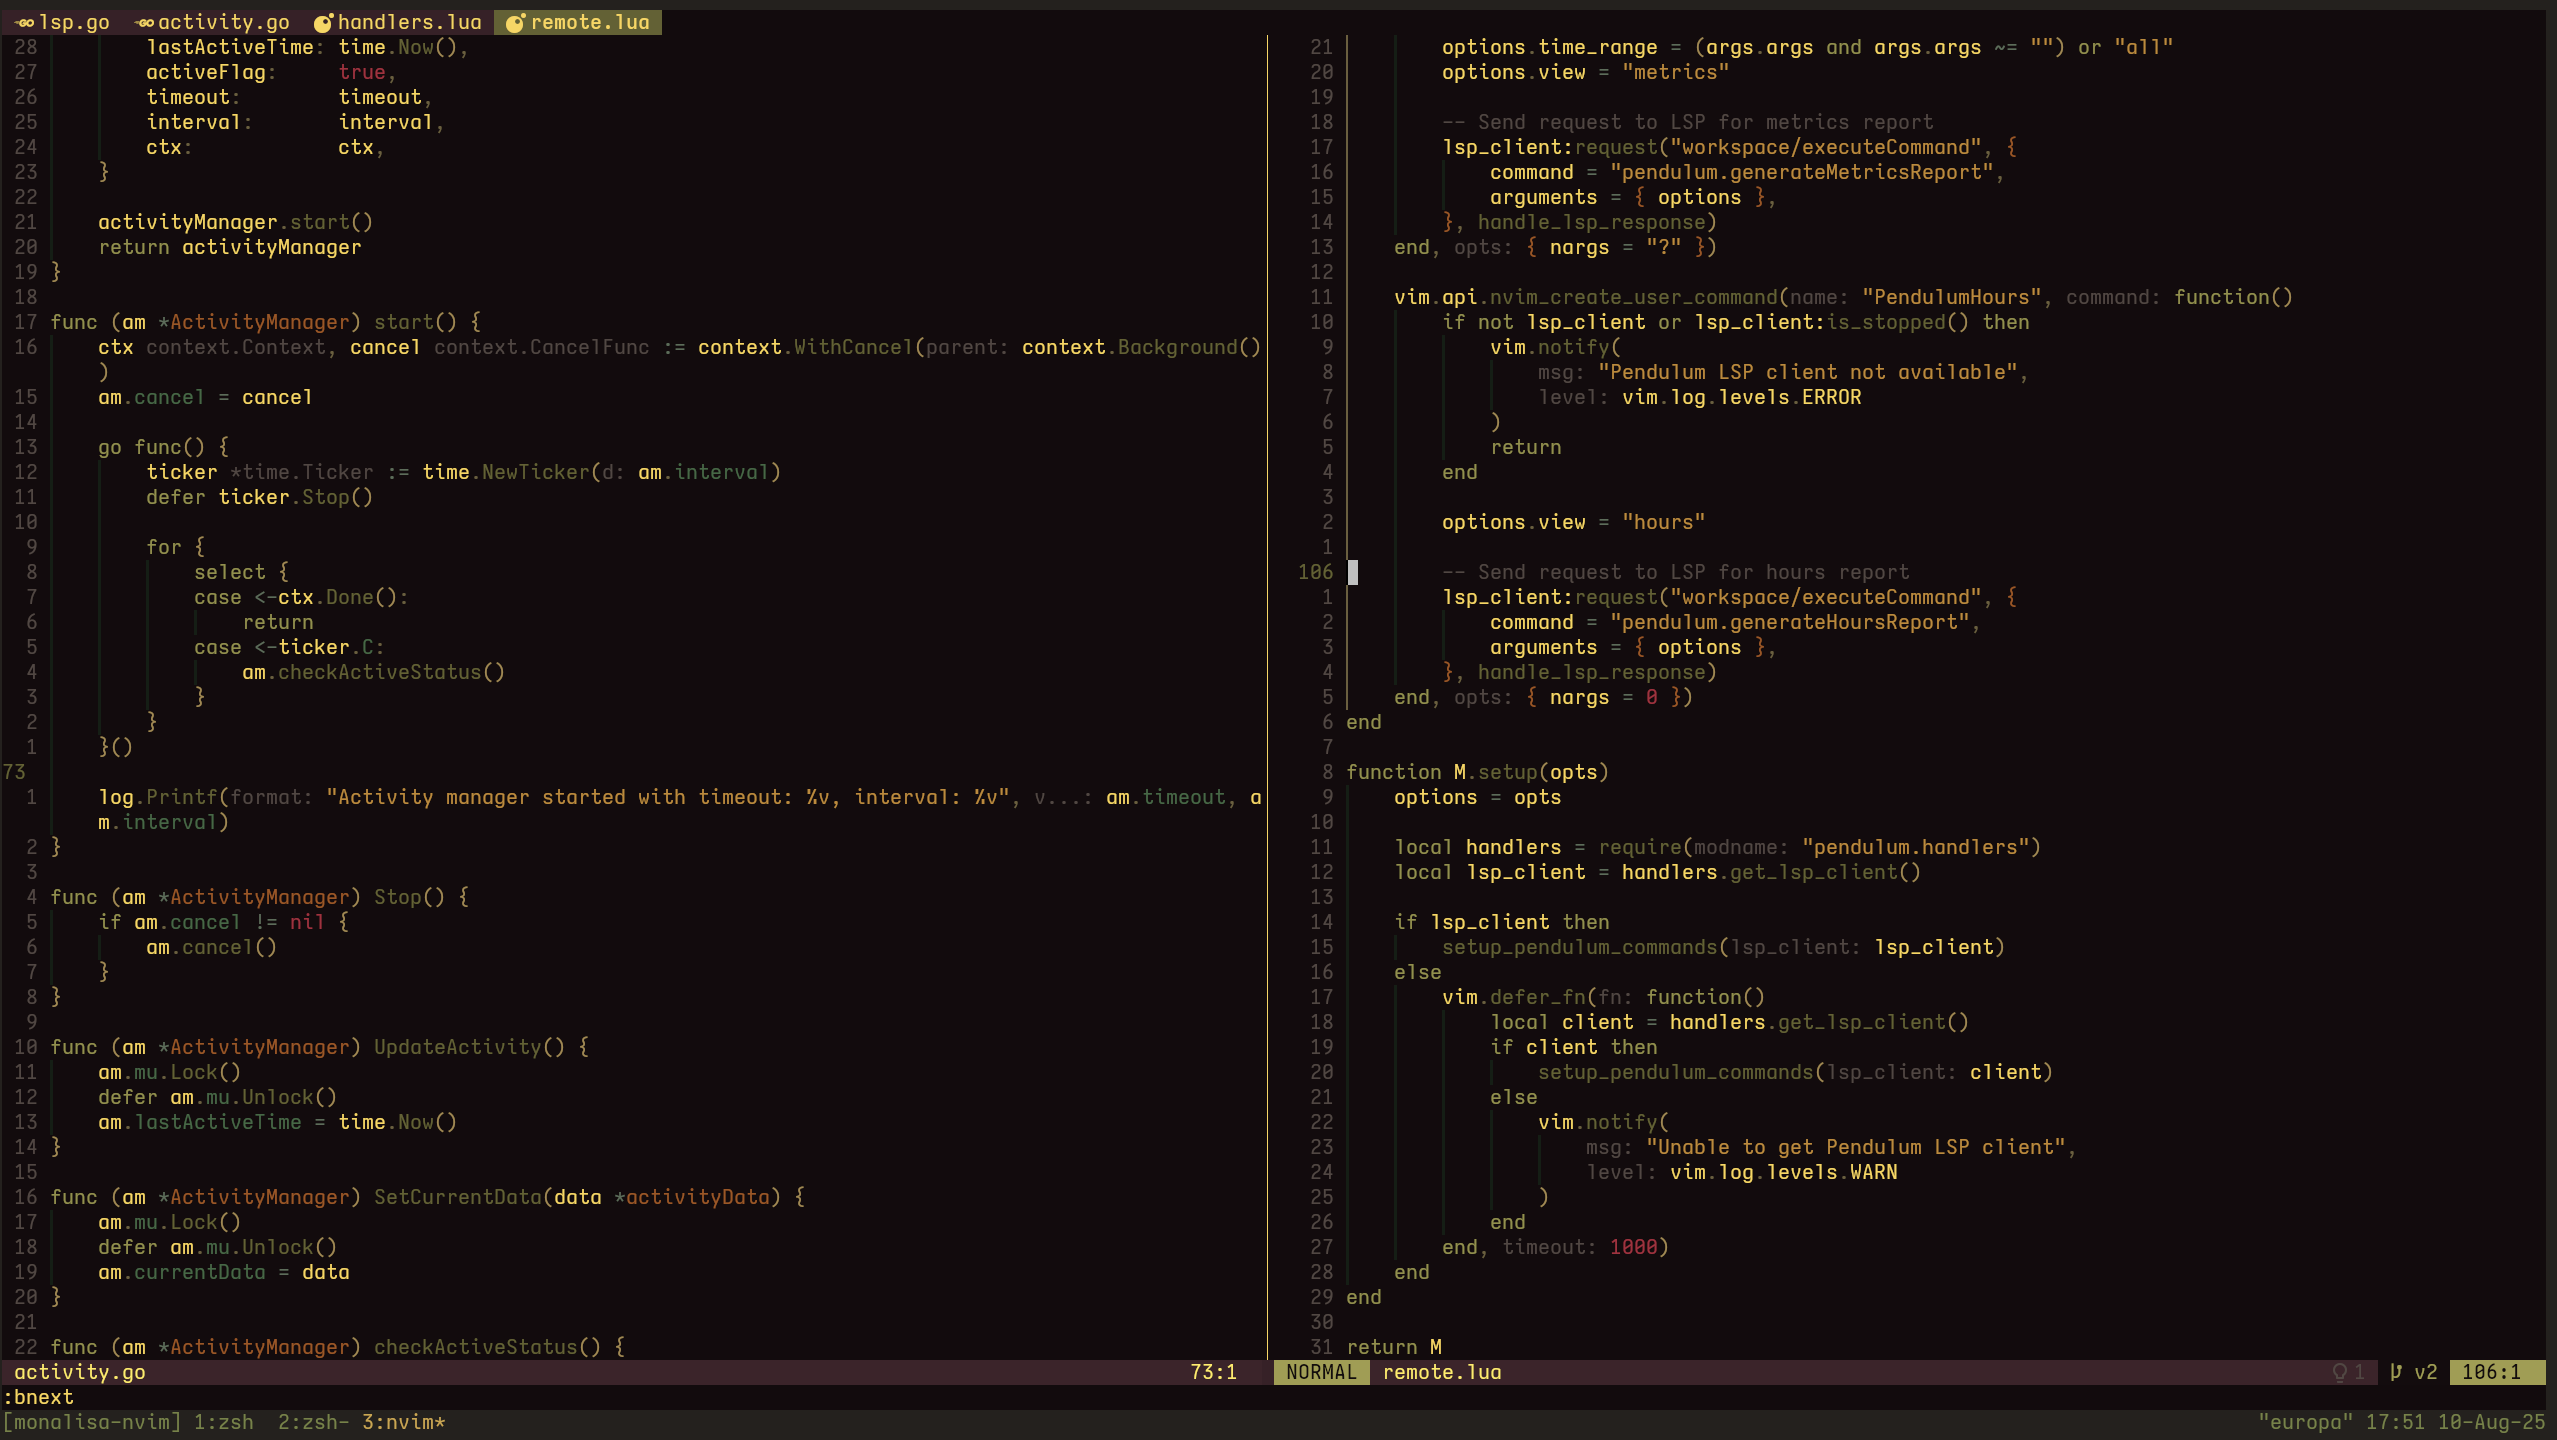 lsp.go activity.go handlers.lua remote.lua
28 lastActiveTime: time.Now(),
27 activeFlag: true,
26 timeout: timeout,
25 interval: interval,
24 ctx: ctx,
23 }
22
21 activityManager.start()
20 return activityManager
19 }
18
17 func (am *ActivityManager) start() {
16 ctx context.Context, cancel context.CancelFunc := context.WithCancel(parent: context.Background()
)
15 am.cancel = cancel
14
13 go func() {
12 ticker *time.Ticker := time.NewTicker(d: am.interval)
11 defer ticker.Stop()
10
9 for {
8 select {
7 case <-ctx.Done():
6 return
5 case <-ticker.C:
4 am.checkActiveStatus()
3 }
2 }
1 }()
73
1 log.Printf(format: "Activity manager started with timeout: %v, interval: %v", v...: am.timeout, a
m.interval)
2 }
3
4 func (am *ActivityManager) Stop() {
5 if am.cancel != nil {
6 am.cancel()
7 }
8 }
9
10 func (am *ActivityManager) UpdateActivity() {
11 am.mu.Lock()
12 defer am.mu.Unlock()
13 am.lastActiveTime = time.Now()
14 }
15
16 func (am *ActivityManager) SetCurrentData(data *activityData) {
17 am.mu.Lock()
18 defer am.mu.Unlock()
19 am.currentData = data
20 }
21
22 func (am *ActivityManager) checkActiveStatus() {
activity.go 73:1
21 options.time_range = (args.args and args.args ~= "") or "all"
20 options.view = "metrics"
19
18 -- Send request to LSP for metrics report
17 lsp_client:request("workspace/executeCommand", {
16 command = "pendulum.generateMetricsReport",
15 arguments = { options },
14 }, handle_lsp_response)
13 end, opts: { nargs = "?" })
12
11 vim.api.nvim_create_user_command(name: "PendulumHours", command: function()
10 if not lsp_client or lsp_client:is_stopped() then
9 vim.notify(
8 msg: "Pendulum LSP client not available",
7 level: vim.log.levels.ERROR
6 )
5 return
4 end
3
2 options.view = "hours"
1
106 -- Send request to LSP for hours report
1 lsp_client:request("workspace/executeCommand", {
2 command = "pendulum.generateHoursReport",
3 arguments = { options },
4 }, handle_lsp_response)
5 end, opts: { nargs = 0 })
6 end
7
8 function M.setup(opts)
9 options = opts
10
11 local handlers = require(modname: "pendulum.handlers")
12 local lsp_client = handlers.get_lsp_client()
13
14 if lsp_client then
15 setup_pendulum_commands(lsp_client: lsp_client)
16 else
17 vim.defer_fn(fn: function()
18 local client = handlers.get_lsp_client()
19 if client then
20 setup_pendulum_commands(lsp_client: client)
21 else
22 vim.notify(
23 msg: "Unable to get Pendulum LSP client",
24 level: vim.log.levels.WARN
25 )
26 end
27 end, timeout: 1000)
28 end
29 end
30
31 return M
NORMAL remote.lua 1 v2 106:1
:bnext
[monalisa-nvim] 1:zsh 2:zsh- 3:nvim* "europa" 17:51 10-Aug-25